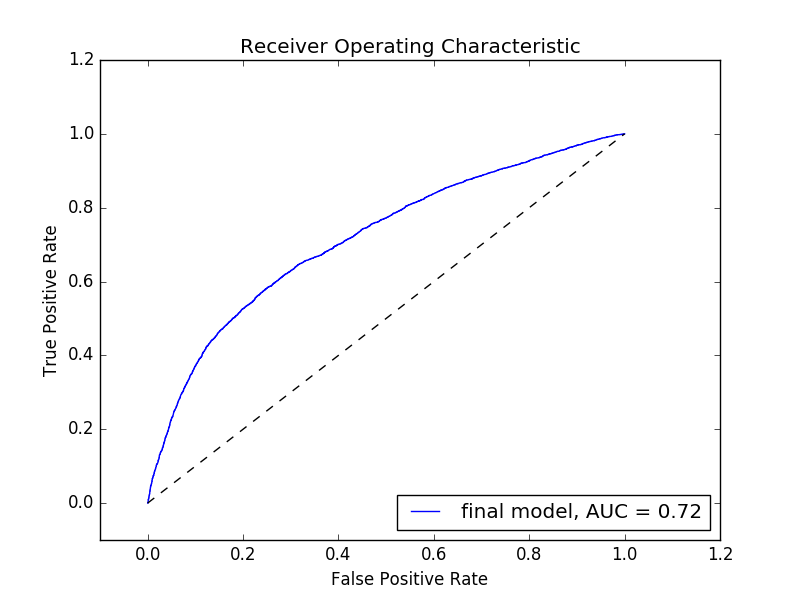 Receiver Operating Characteristic
1.2
1.0
0.8
0.6
0.4
0.2
0.0
True Positive Rate
final model, AUC = 0.72
0.0 0.2 0.4 0.6 0.8 1.0 1.2
False Positive Rate